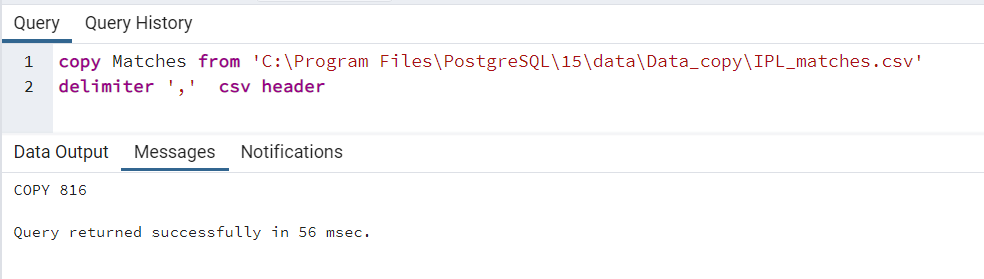 Query Query History
1 copy Matches from 'C:\Program Files\PostgreSQL\15\data\Data_copy\IPL_matches.csv'
2 delimiter ',' csv header
Data Output Messages Notifications
COPY 816
Query returned successfully in 56 msec.